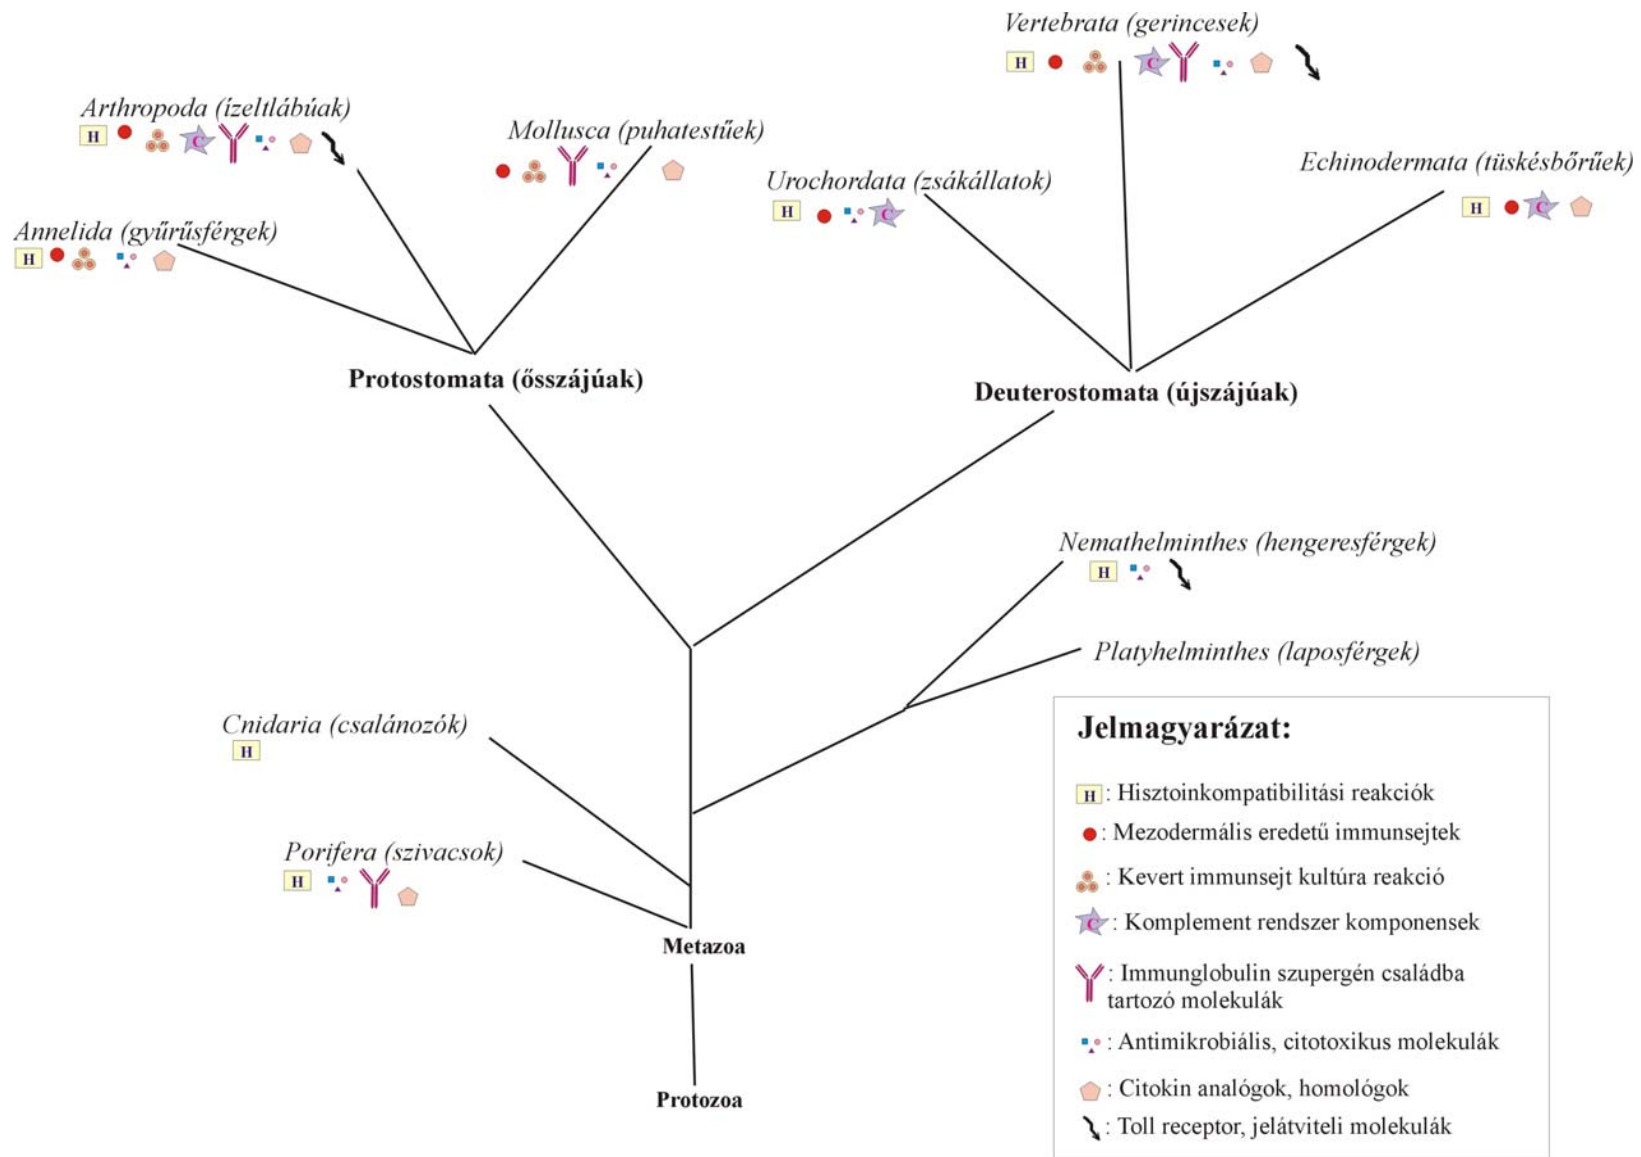 Vertebrata (gerincesek)
H C
Arthropoda (ízeltlábúak)
H C
Mollusca (puhatestűek)
Echinodermata (tüskésbőrűek)
H C
Urochordata (zsákállatok)
H C
Annelida (gyűrűsférgek)
H
Protostomata (ősszájúak)
Deuterostomata (újszájúak)
Nemathelminthes (hengeresférgek)
H
Platyhelminthes (laposférgek)
Cnidaria (csalánozók)
H
Porifera (szivacsok)
H
Metazoa
Protozoa
Jelmagyarázat:
H : Hisztoinkompatibilitási reakciók
: Mezodermális eredetű immunsejtek
: Kevert immunsejt kultúra reakció
C : Komplement rendszer komponensek
: Immunglobulin szupergén családba
tartozó molekulák
: Antimikrobiális, citotoxikus molekulák
: Citokin analógok, homológok
: Toll receptor, jelátviteli molekulák